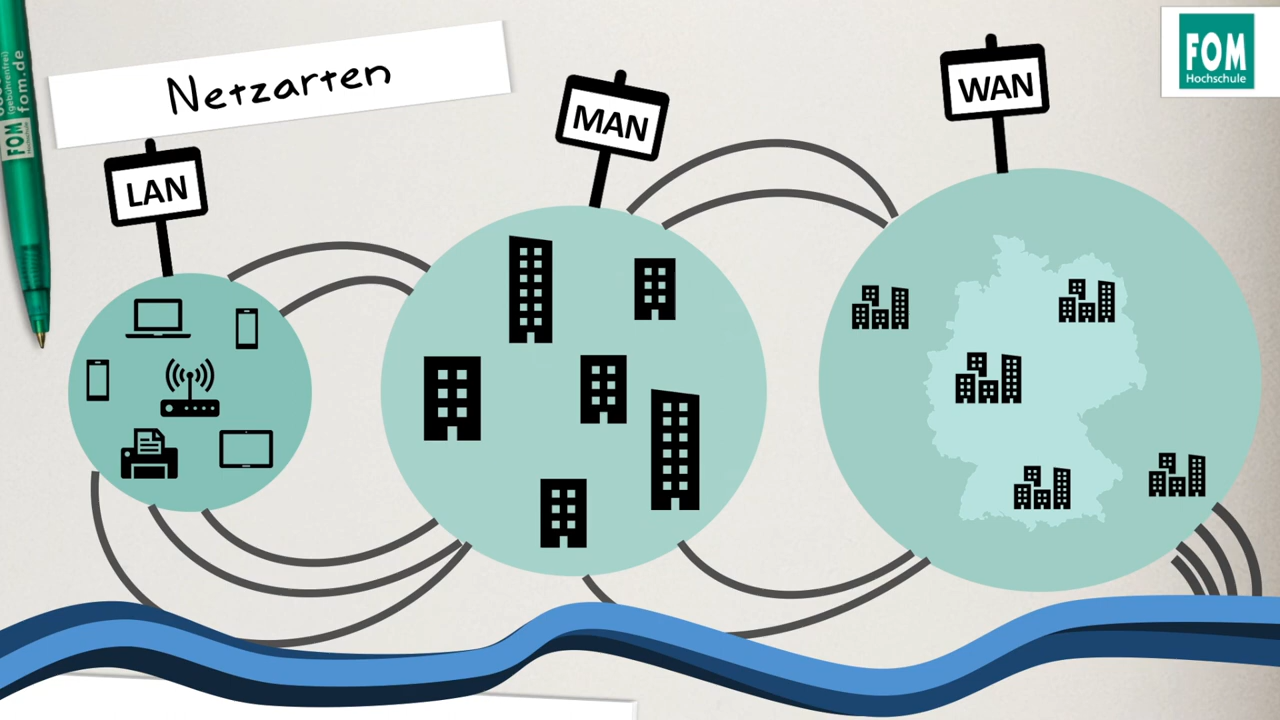 Netzarten
LAN
MAN
WAN
FOM
Hochschule
FOM
fom.de
(gebührenfrei)